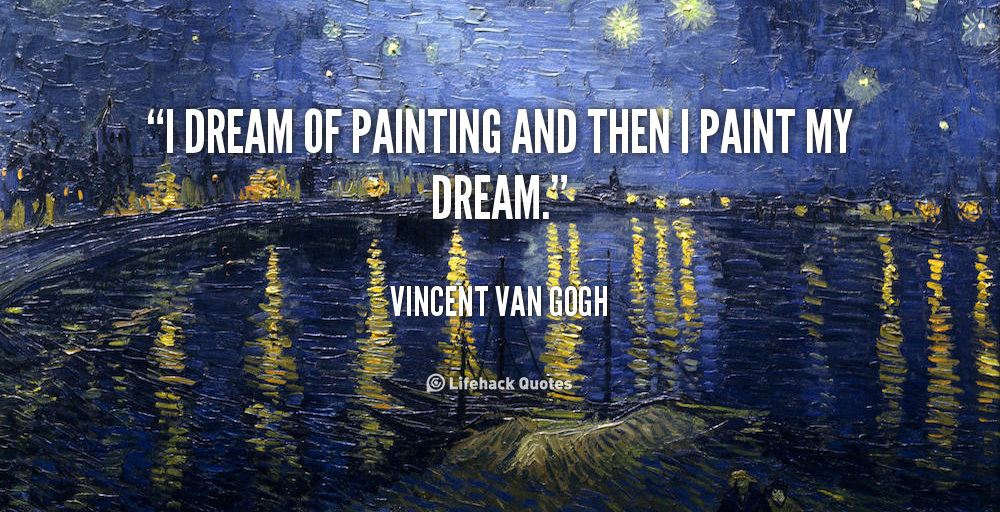 “I DREAM OF PAINTING AND THEN I PAINT MY
DREAM.”
VINCENT VAN GOGH
Lifehack Quotes